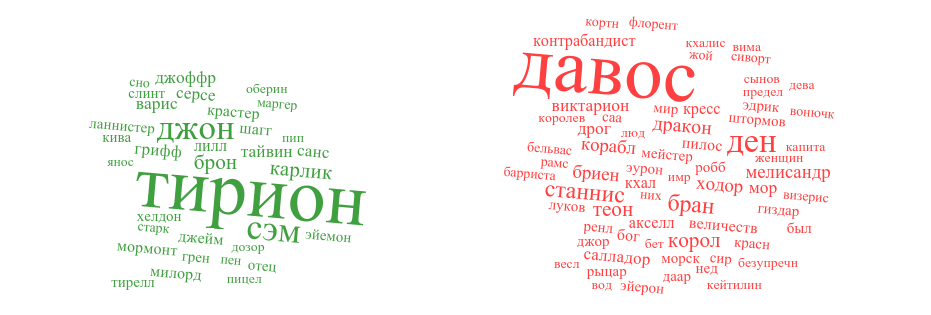 сно джоффр
слинт серсе оберин
варис маргер
крастер
ланнистер джон шагг
кива пип
грифф лилл тайвин санс
янос брон карлик
тирион
хелдон
старк сэм эйемон
джейм дозор
мормонт грен пен отец
милорд пицел
тирелл
кортн флорент
контрабандист кхалис вима
жой сиворт
давос
сынов дева
предел
виктарион мир кресс эдрик вонючк
королев саа штормов
дрог люд дракон
бельвас корабл мейстер пилос ден капита
рамс робб женщин
барриста бриен эурон имр мелисандр
кхал ходор мор
станнис них визерис
луков теон бран гиздар
акселл величеств был
ренл бог
джор бет корол красн
салладор морск сир
весл рыцар нед безупречн
даар
вод эйерон кейтилин